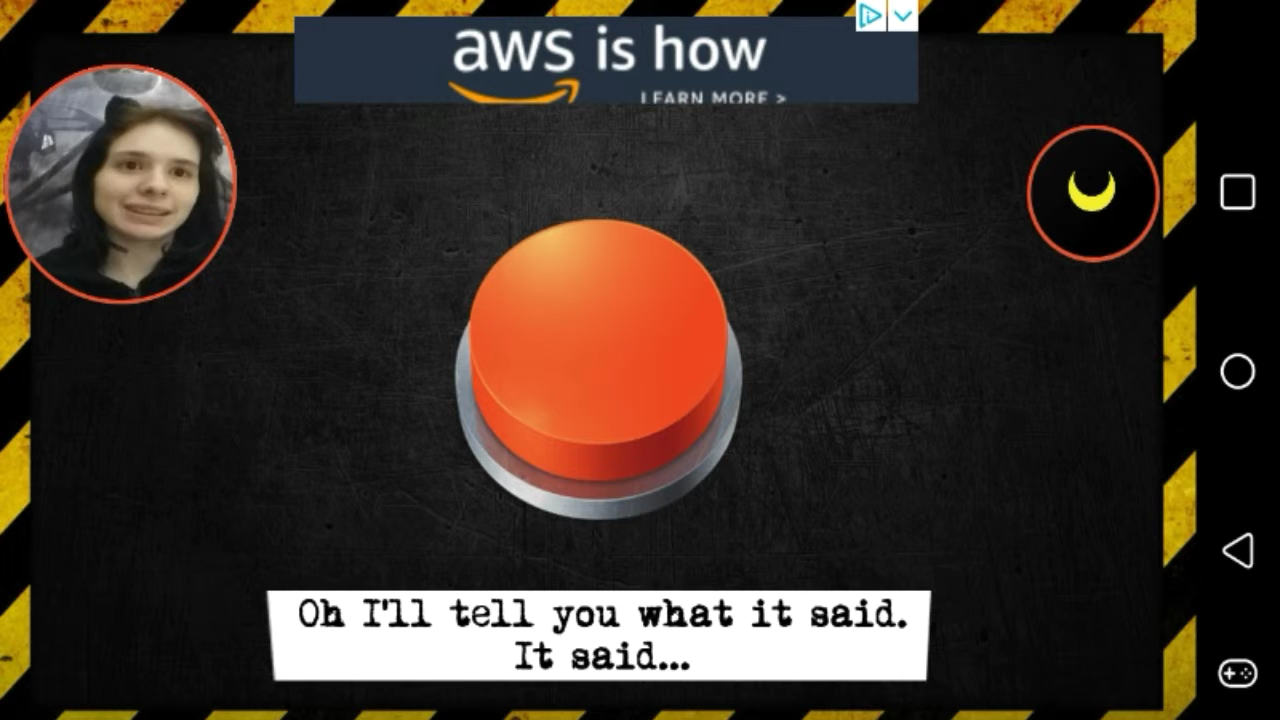 aws is how
LEARN MORE >
Oh I'll tell you what it said.
It said...